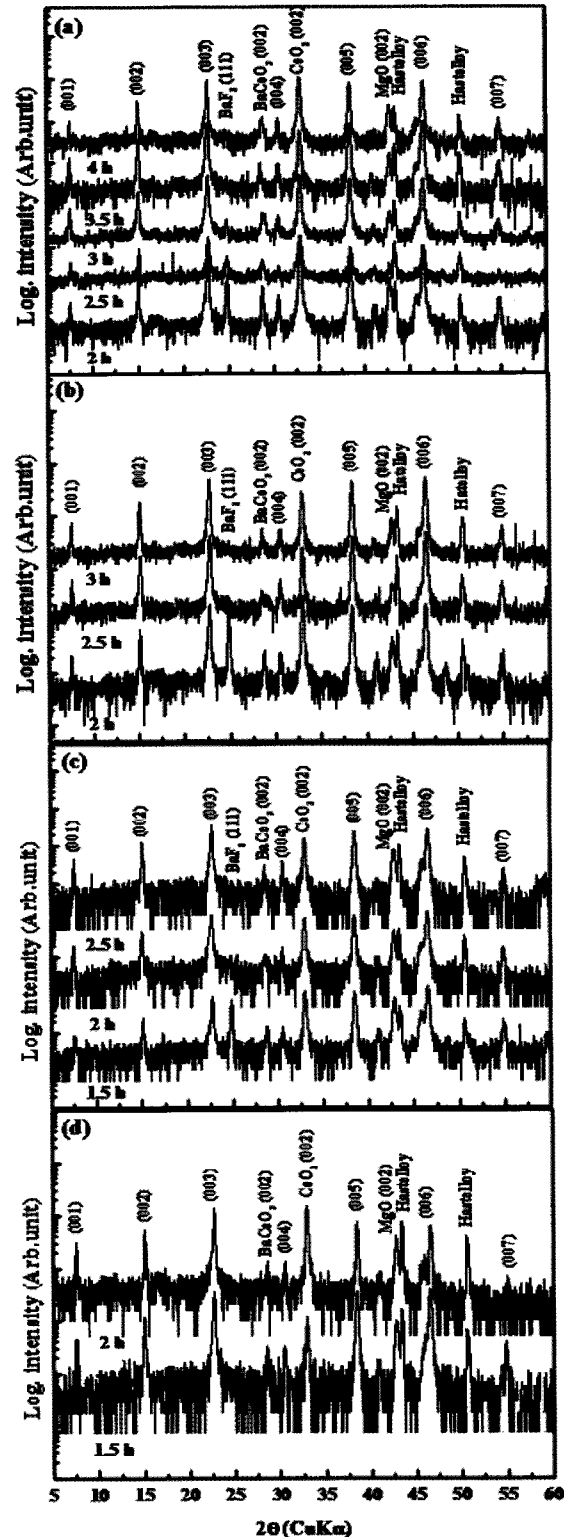 (a)
Log. intensity (Arb.unit)
(001)
(002)
(003)
BaF₂ (111)
BaCeO₃ (002)
(004)
CeO₂ (002)
(005)
MgO (002)
Hastelloy
(006)
Hastelloy
(007)
4 h
3.5 h
3 h
2.5 h
2 h
(b)
Log. intensity (Arb.unit)
(001)
(002)
(003)
BaF₂ (111)
BaCeO₃ (002)
(004)
CeO₂ (002)
(005)
MgO (002)
Hastelloy
(006)
Hastelloy
(007)
3 h
2.5 h
2 h
(c)
Log. intensity (Arb.unit)
(001)
(002)
(003)
BaF₂ (111)
BaCeO₃ (002)
(004)
CeO₂ (002)
(005)
MgO (002)
Hastelloy
(006)
Hastelloy
(007)
2.5 h
2 h
1.5 h
(d)
Log. intensity (Arb.unit)
(001)
(002)
(003)
BaCeO₃ (002)
(004)
CeO₂ (002)
(005)
MgO (002)
Hastelloy
(006)
Hastelloy
(007)
2 h
1.5 h
5 10 15 20 25 30 35 40 45 50 55 60
2Θ (CuKα)